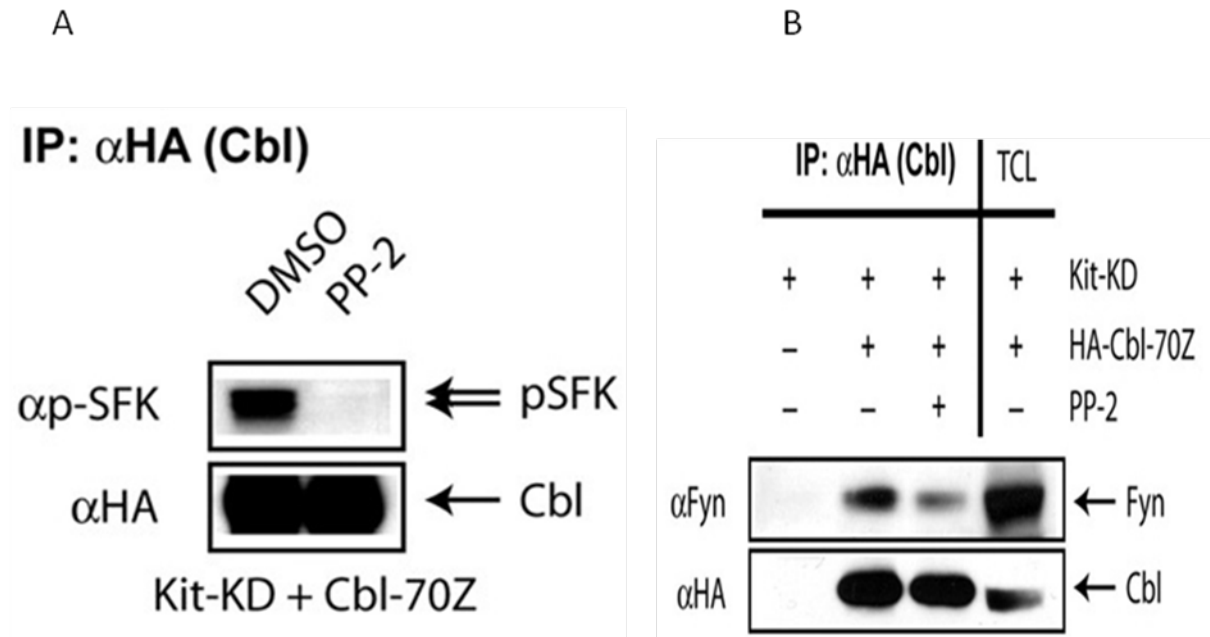 A
IP: αHA (Cbl)
DMSO
PP-2
αp-SFK
pSFK
αHA
Cbl
Kit-KD + Cbl-70Z
B
IP: αHA (Cbl)
TCL
+ + + + Kit-KD
– + + + HA-Cbl-70Z
– – + – PP-2
αFyn
Fyn
αHA
Cbl